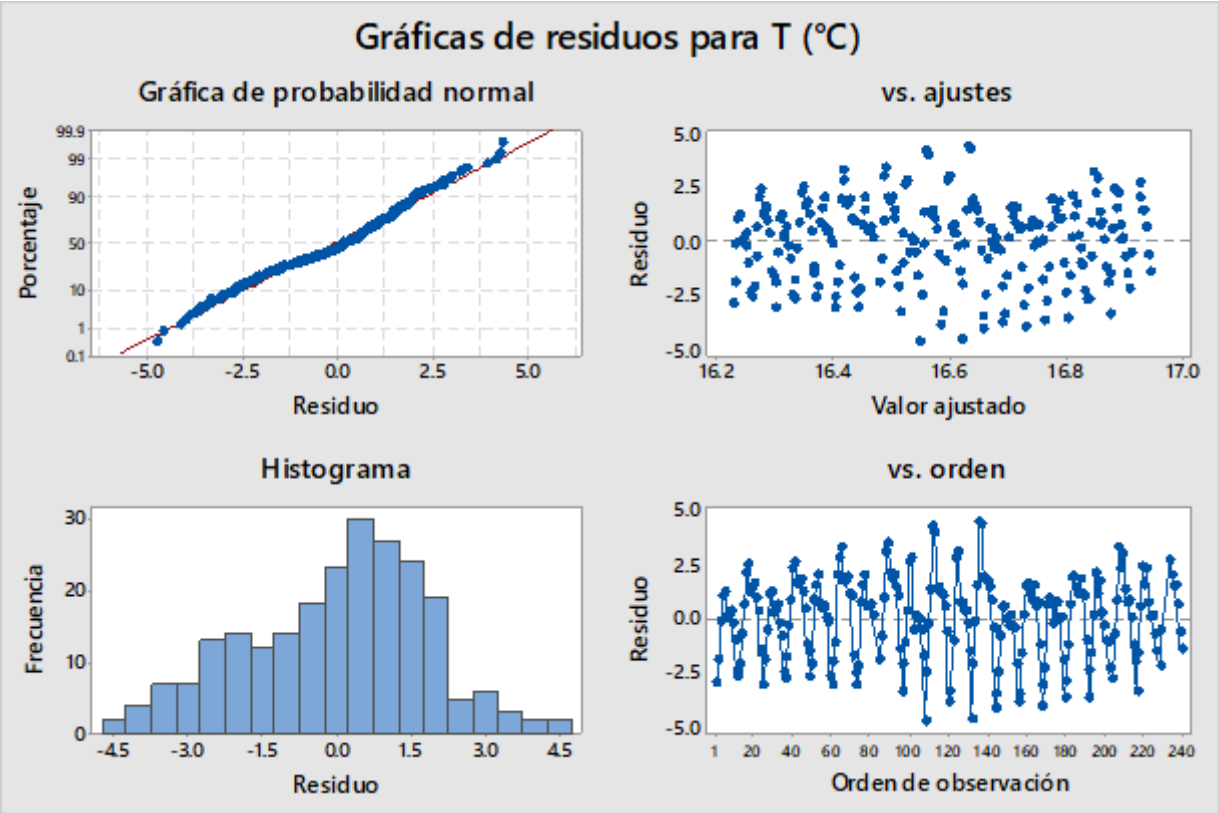 Gráficas de residuos para T (°C)
Gráfica de probabilidad normal
99.9
99
90
50
10
1
0.1
Porcentaje
-5.0 -2.5 0.0 2.5 5.0
Residuo
vs. ajustes
5.0
2.5
0.0
-2.5
-5.0
Residuo
16.2 16.4 16.6 16.8 17.0
Valor ajustado
Histograma
30
20
10
0
Frecuencia
-4.5 -3.0 -1.5 0.0 1.5 3.0 4.5
Residuo
vs. orden
5.0
2.5
0.0
-2.5
-5.0
Residuo
1 20 40 60 80 100 120 140 160 180 200 220 240
Orden de observación